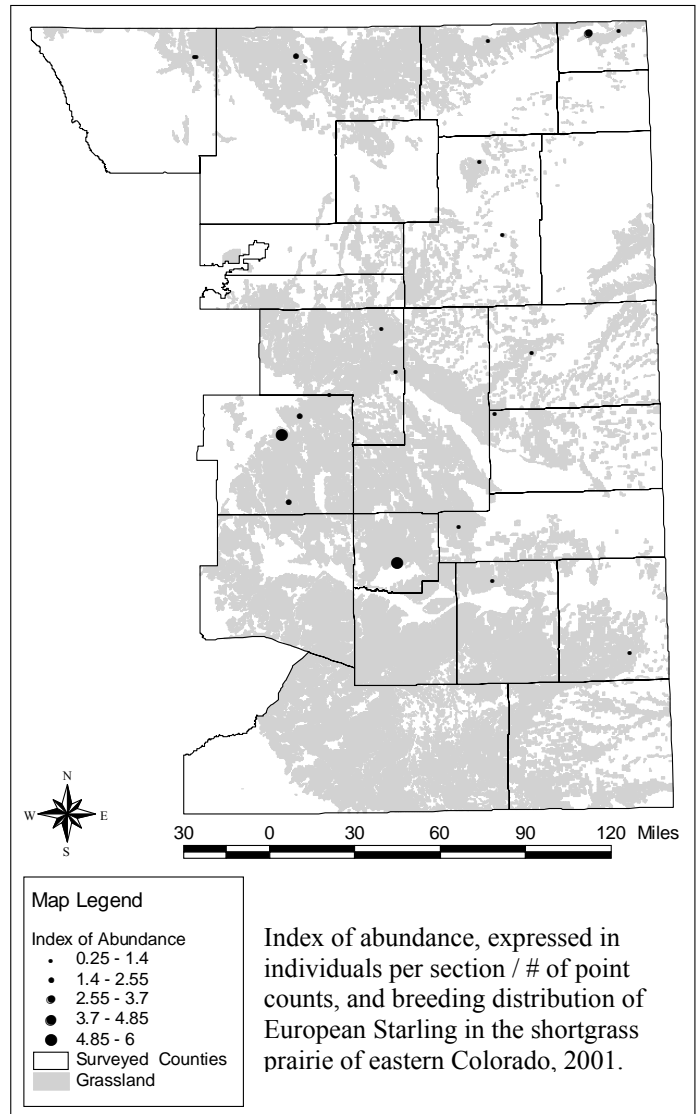 N
W E
S
30 0 30 60 90 120 Miles
Map Legend
Index of Abundance
0.25 - 1.4
1.4 - 2.55
2.55 - 3.7
3.7 - 4.85
4.85 - 6
Surveyed Counties
Grassland
Index of abundance, expressed in
individuals per section / # of point
counts, and breeding distribution of
European Starling in the shortgrass
prairie of eastern Colorado, 2001.